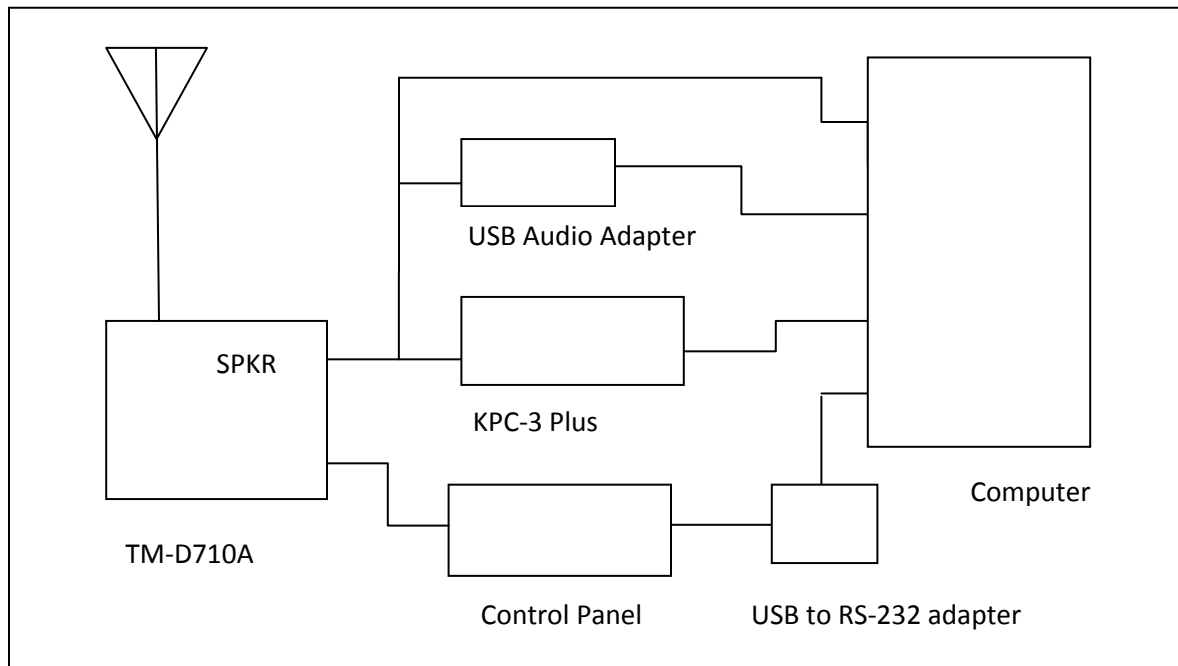 USB Audio Adapter
SPKR
KPC-3 Plus
Computer
TM-D710A
Control Panel
USB to RS-232 adapter